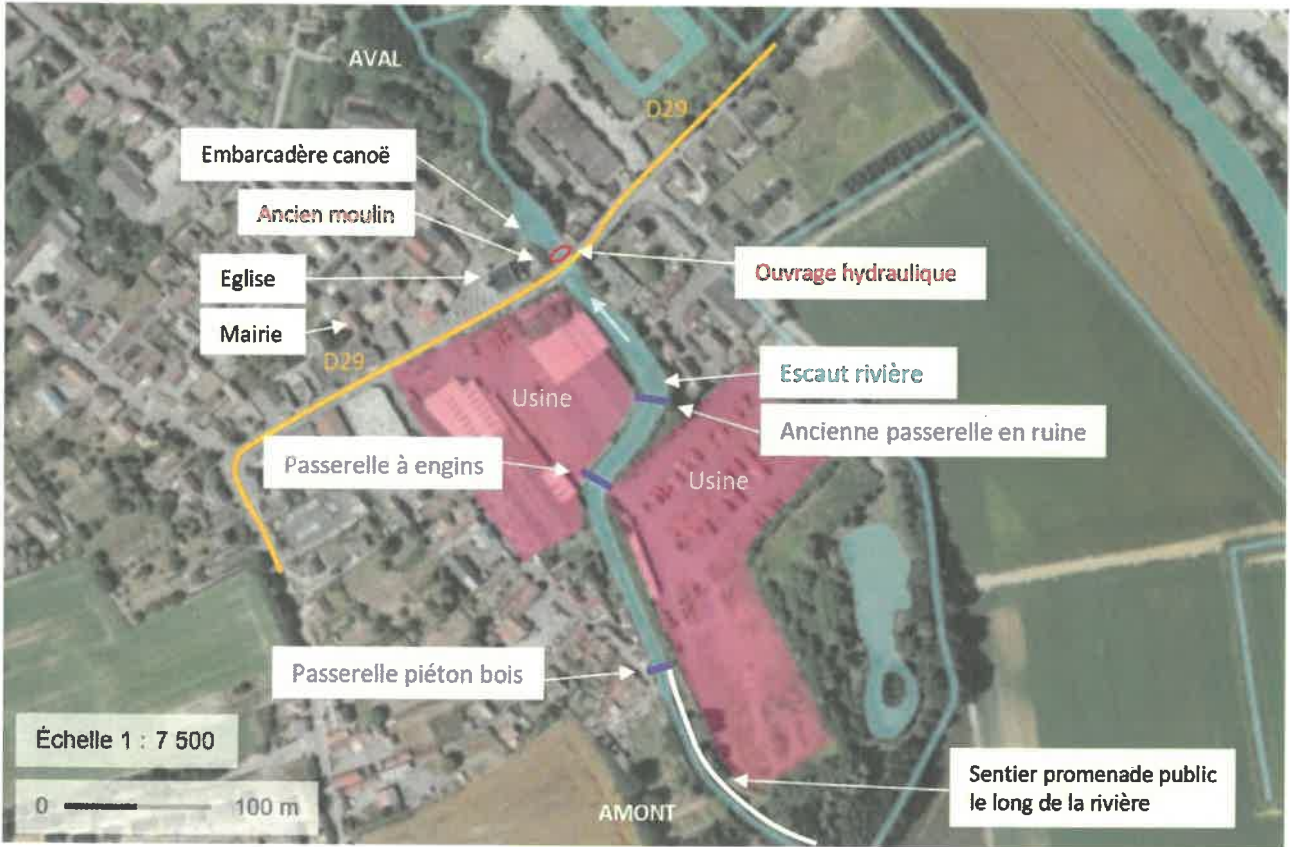 AVAL
D29
Embarcadère canoë
Ancien moulin
Eglise
Ouvrage hydraulique
Mairie
D29
Escaut rivière
Usine
Ancienne passerelle en ruine
Passerelle à engins
Usine
Passerelle piéton bois
Échelle 1 : 7 500
0 100 m
AMONT
Sentier promenade public
le long de la rivière